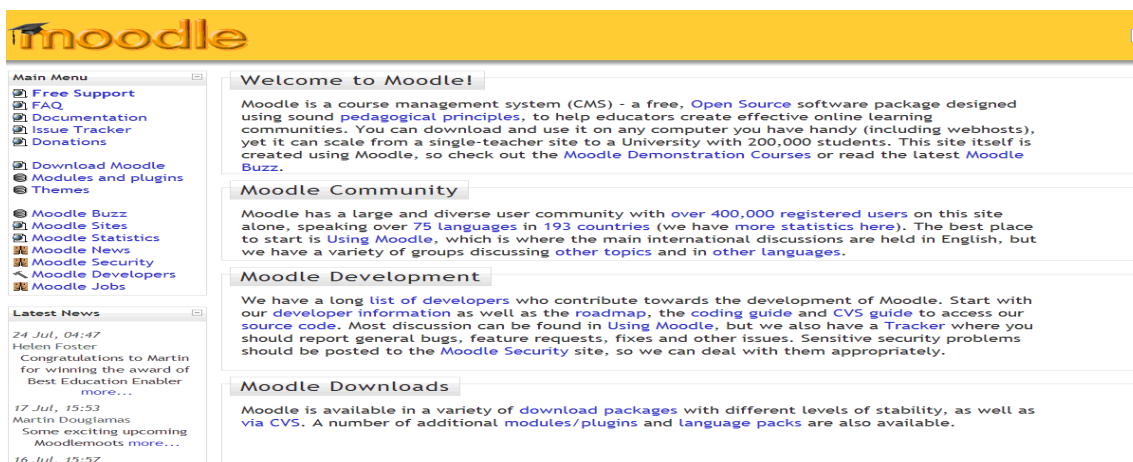 moodle
Main Menu
Free Support
FAQ
Documentation
Issue Tracker
Donations
Download Moodle
Modules and plugins
Themes
Moodle Buzz
Moodle Sites
Moodle Statistics
Moodle News
Moodle Security
Moodle Developers
Moodle Jobs
Latest News
24 Jul, 04:47
Helen Foster
Congratulations to Martin
for winning the award of
Best Education Enabler
more...
17 Jul, 15:53
Martin Dougiamas
Some exciting upcoming
Moodlemoots more...
16 Jul, 15:57
Welcome to Moodle!
Moodle is a course management system (CMS) - a free, Open Source software package designed
using sound pedagogical principles, to help educators create effective online learning
communities. You can download and use it on any computer you have handy (including webhosts),
yet it can scale from a single-teacher site to a University with 200,000 students. This site itself is
created using Moodle, so check out the Moodle Demonstration Courses or read the latest Moodle
Buzz.
Moodle Community
Moodle has a large and diverse user community with over 400,000 registered users on this site
alone, speaking over 75 languages in 193 countries (we have more statistics here). The best place
to start is Using Moodle, which is where the main international discussions are held in English, but
we have a variety of groups discussing other topics and in other languages.
Moodle Development
We have a long list of developers who contribute towards the development of Moodle. Start with
our developer information as well as the roadmap, the coding guide and CVS guide to access our
source code. Most discussion can be found in Using Moodle, but we also have a Tracker where you
should report general bugs, feature requests, fixes and other issues. Sensitive security problems
should be posted to the Moodle Security site, so we can deal with them appropriately.
Moodle Downloads
Moodle is available in a variety of download packages with different levels of stability, as well as
via CVS. A number of additional modules/plugins and language packs are also available.